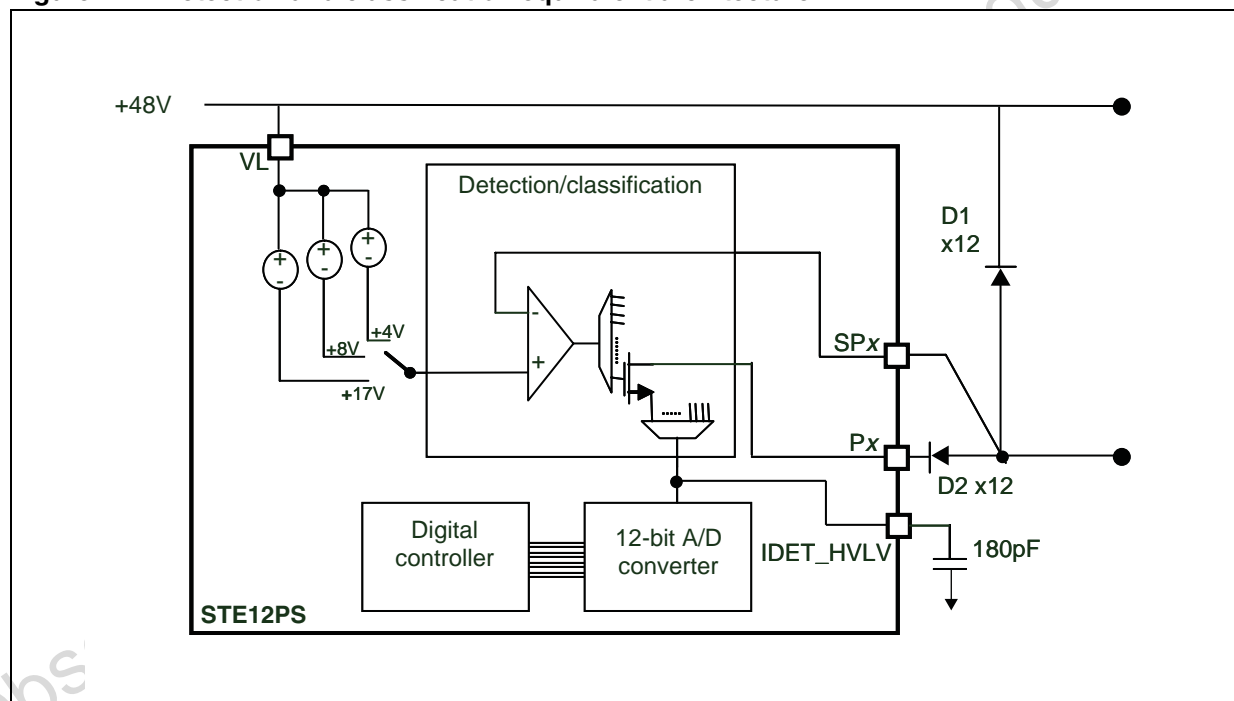 +48V
VL
Detection/classification
D1
x12
+
-
+
-
+
-
-
+
+4V
+8V
+17V
SPx
Px
D2 x12
Digital
controller
12-bit A/D
converter
IDET_HVLV
180pF
STE12PS